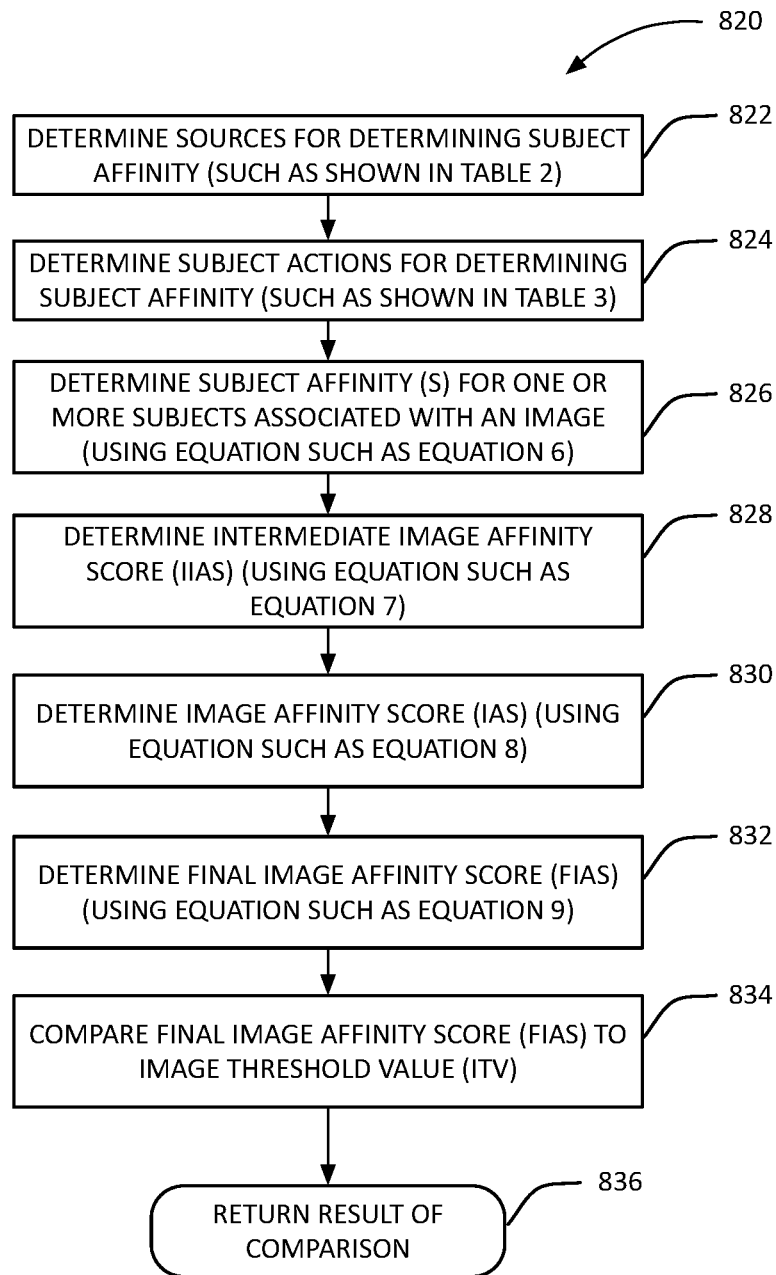 820
822
DETERMINE SOURCES FOR DETERMINING SUBJECT
AFFINITY (SUCH AS SHOWN IN TABLE 2)
824
DETERMINE SUBJECT ACTIONS FOR DETERMINING
SUBJECT AFFINITY (SUCH AS SHOWN IN TABLE 3)
826
DETERMINE SUBJECT AFFINITY (S) FOR ONE OR
MORE SUBJECTS ASSOCIATED WITH AN IMAGE
(USING EQUATION SUCH AS EQUATION 6)
828
DETERMINE INTERMEDIATE IMAGE AFFINITY
SCORE (IIAS) (USING EQUATION SUCH AS
EQUATION 7)
830
DETERMINE IMAGE AFFINITY SCORE (IAS) (USING
EQUATION SUCH AS EQUATION 8)
832
DETERMINE FINAL IMAGE AFFINITY SCORE (FIAS)
(USING EQUATION SUCH AS EQUATION 9)
834
COMPARE FINAL IMAGE AFFINITY SCORE (FIAS) TO
IMAGE THRESHOLD VALUE (ITV)
836
RETURN RESULT OF
COMPARISON